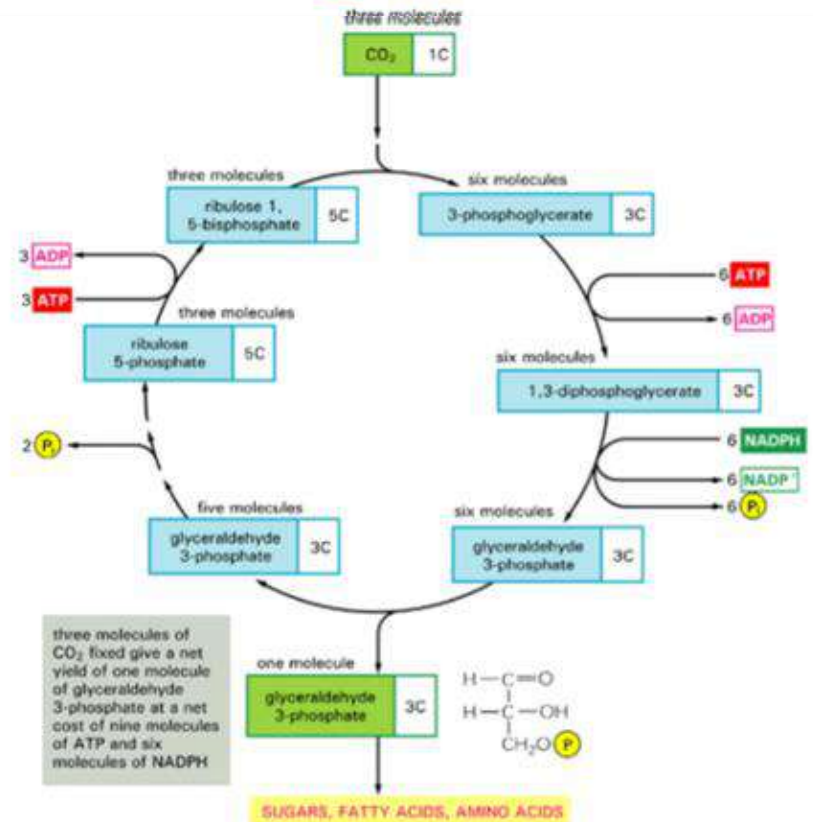 three molecules
CO₂ 1C
three molecules
ribulose 1,
5-bisphosphate
5C
six molecules
3-phosphoglycerate 3C
3 ADP
3 ATP
6 ATP
6 ADP
three molecules
ribulose
5-phosphate
5C
six molecules
1,3-diphosphoglycerate 3C
2 Pi
6 NADPH
6 NADP⁺
6 Pi
five molecules
glyceraldehyde
3-phosphate
3C
six molecules
glyceraldehyde
3-phosphate
3C
three molecules of
CO₂ fixed give a net
yield of one molecule
of glyceraldehyde
3-phosphate at a net
cost of nine molecules
of ATP and six
molecules of NADPH
one molecule
glyceraldehyde
3-phosphate
3C
H—C=O
H—C—OH
CH₂O P
SUGARS, FATTY ACIDS, AMINO ACIDS